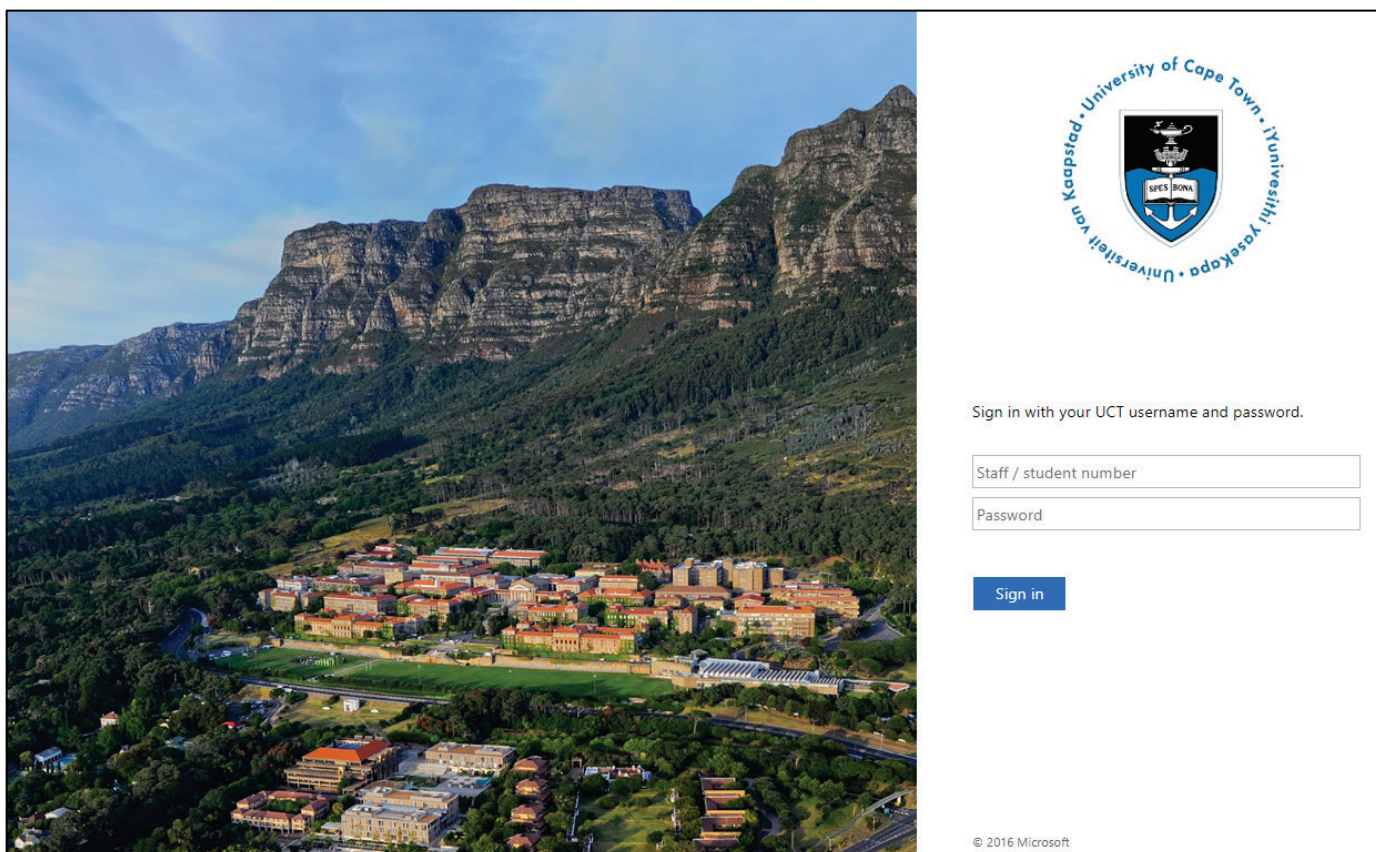 University of Cape Town • iYunivesithi yaseKapa • Universiteit van Kaapstad •
SPES BONA
Sign in with your UCT username and password.
Staff / student number
Password
Sign in
© 2016 Microsoft